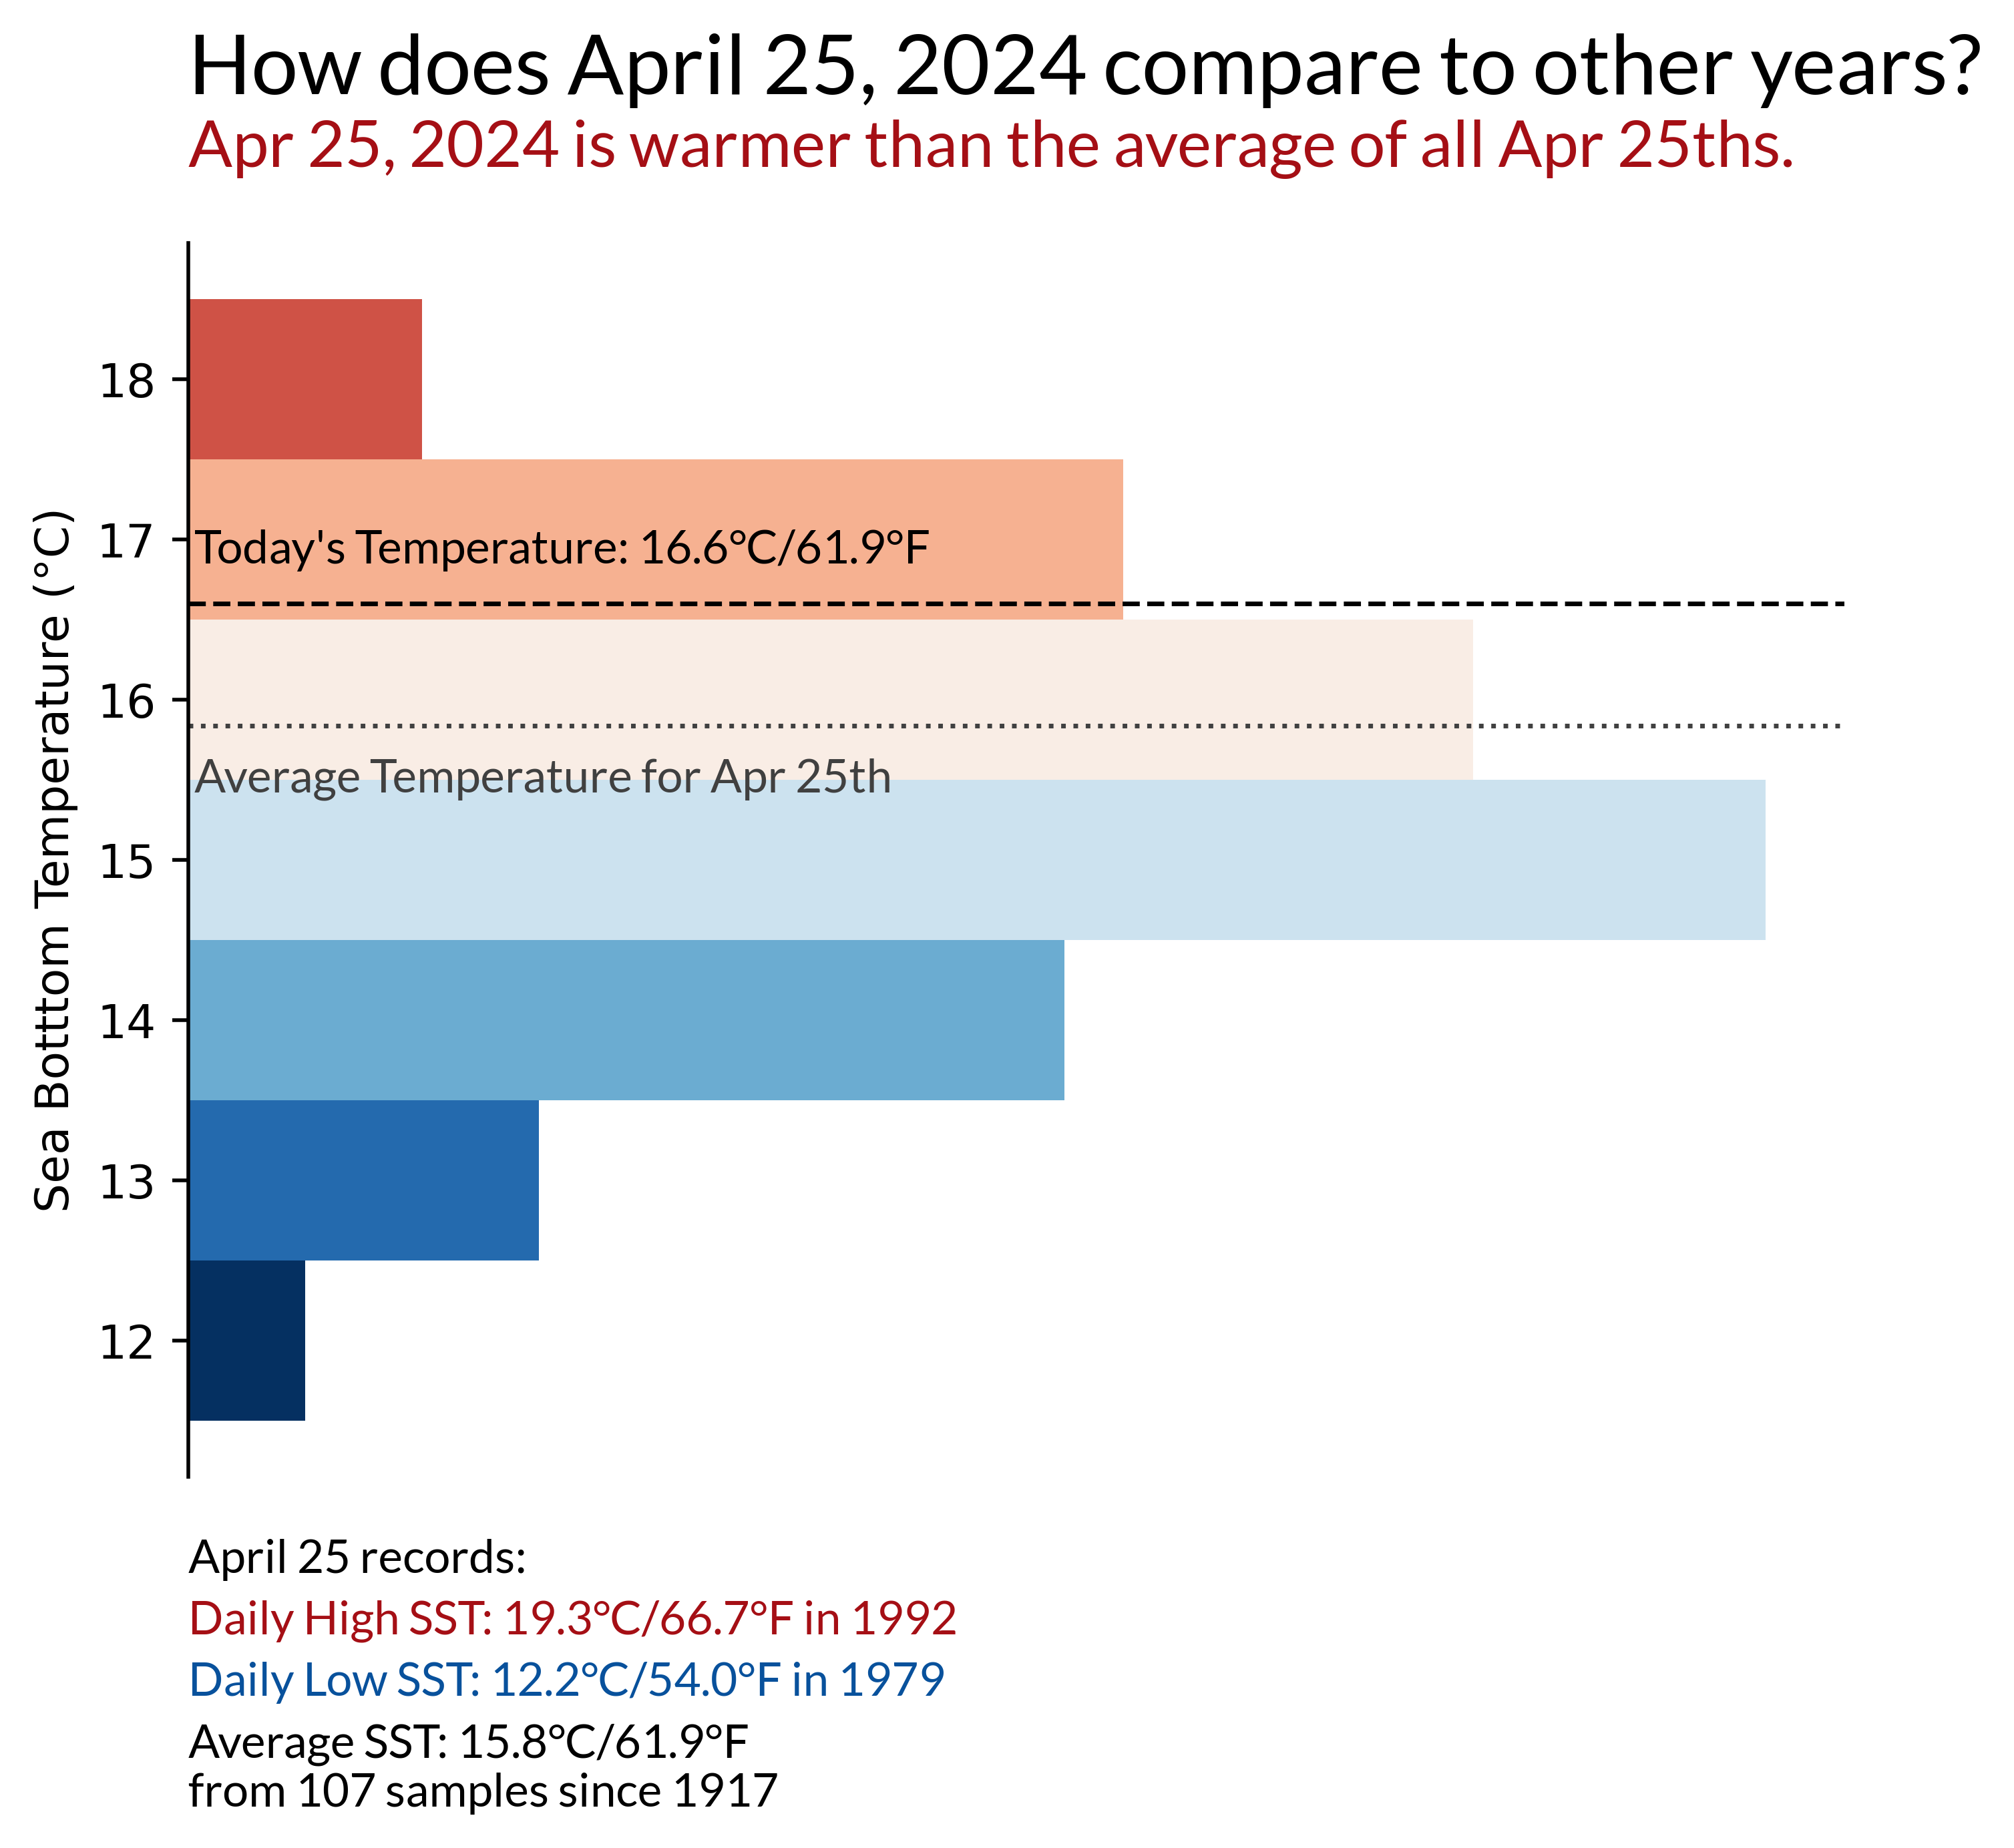 How does April 25, 2024 compare to other years?
Apr 25, 2024 is warmer than the average of all Apr 25ths.
Sea Botttom Temperature (°C)
18
17
16
15
14
13
12
Today's Temperature: 16.6°C/61.9°F
Average Temperature for Apr 25th
April 25 records:
Daily High SST: 19.3°C/66.7°F in 1992
Daily Low SST: 12.2°C/54.0°F in 1979
Average SST: 15.8°C/61.9°F
from 107 samples since 1917